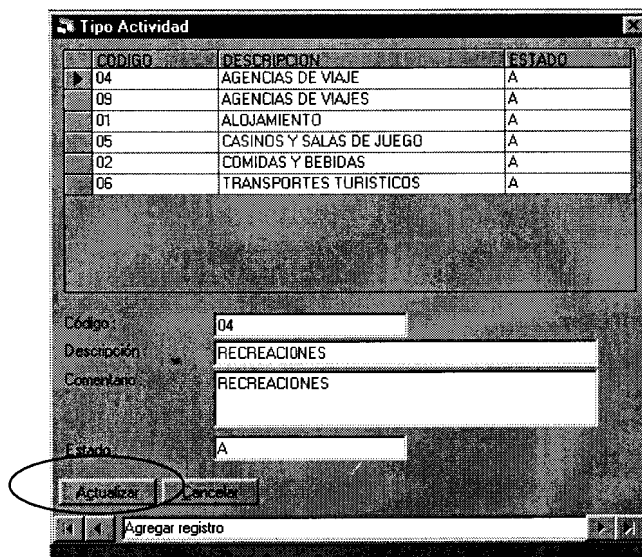 Tipo Actividad
CODIGO DESCRIPCION ESTADO
04 AGENCIAS DE VIAJE A
09 AGENCIAS DE VIAJES A
01 ALOJAMIENTO A
05 CASINOS Y SALAS DE JUEGO A
02 COMIDAS Y BEBIDAS A
06 TRANSPORTES TURISTICOS A
Código : 04
Descripción : RECREACIONES
Comentario : RECREACIONES
Estado : A
Actualizar Cancelar
Agregar registro